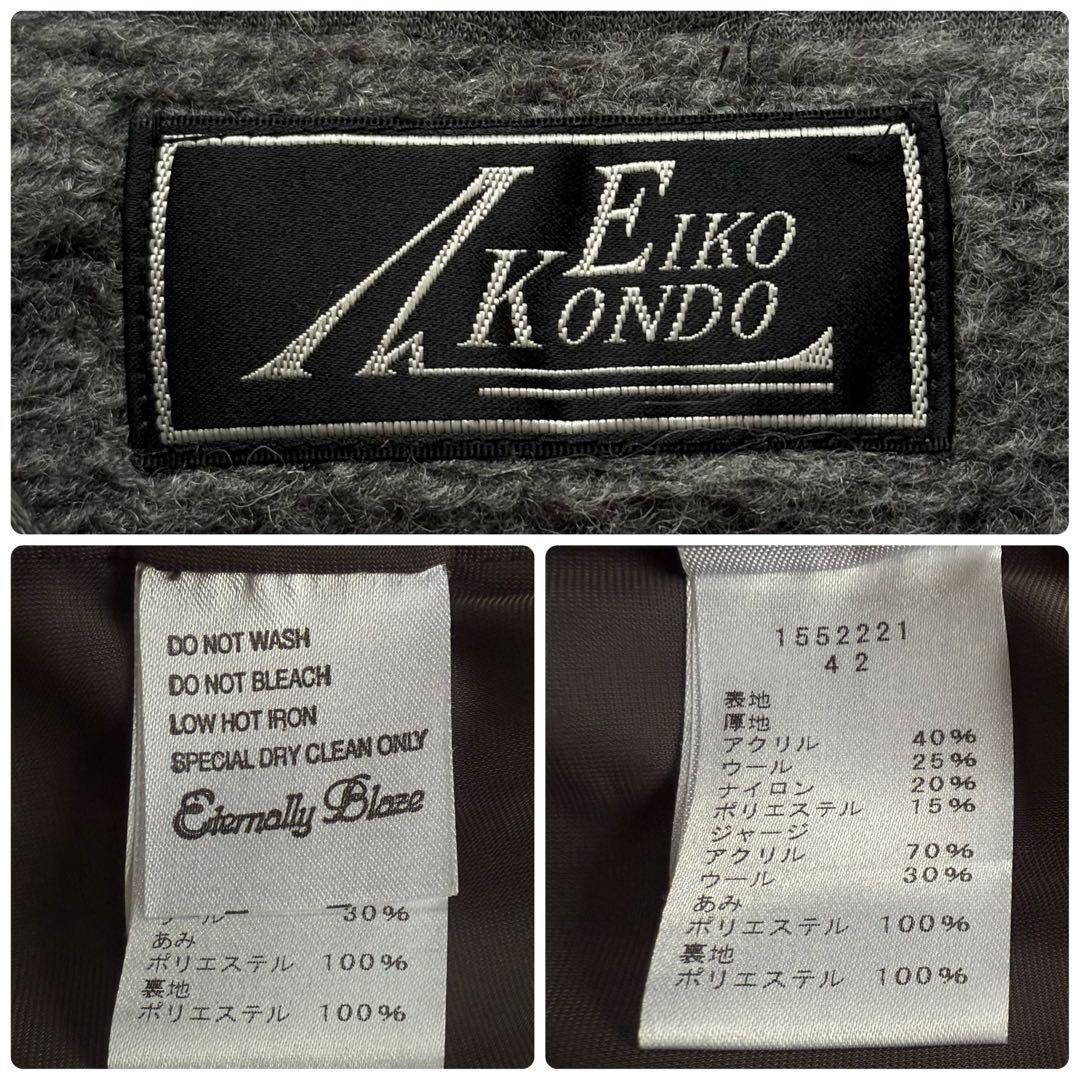 EIKO
KONDO
DO NOT WASH
DO NOT BLEACH
LOW HOT IRON
SPECIAL DRY CLEAN ONLY
Eternally Blaze
ウール 30%
あみ
ポリエステル 100%
裏地
ポリエステル 100%
1552221
42
表地
厚地
アクリル 40%
ウール 25%
ナイロン 20%
ポリエステル 15%
ジャージ
アクリル 70%
ウール 30%
あみ
ポリエステル 100%
裏地
ポリエステル 100%